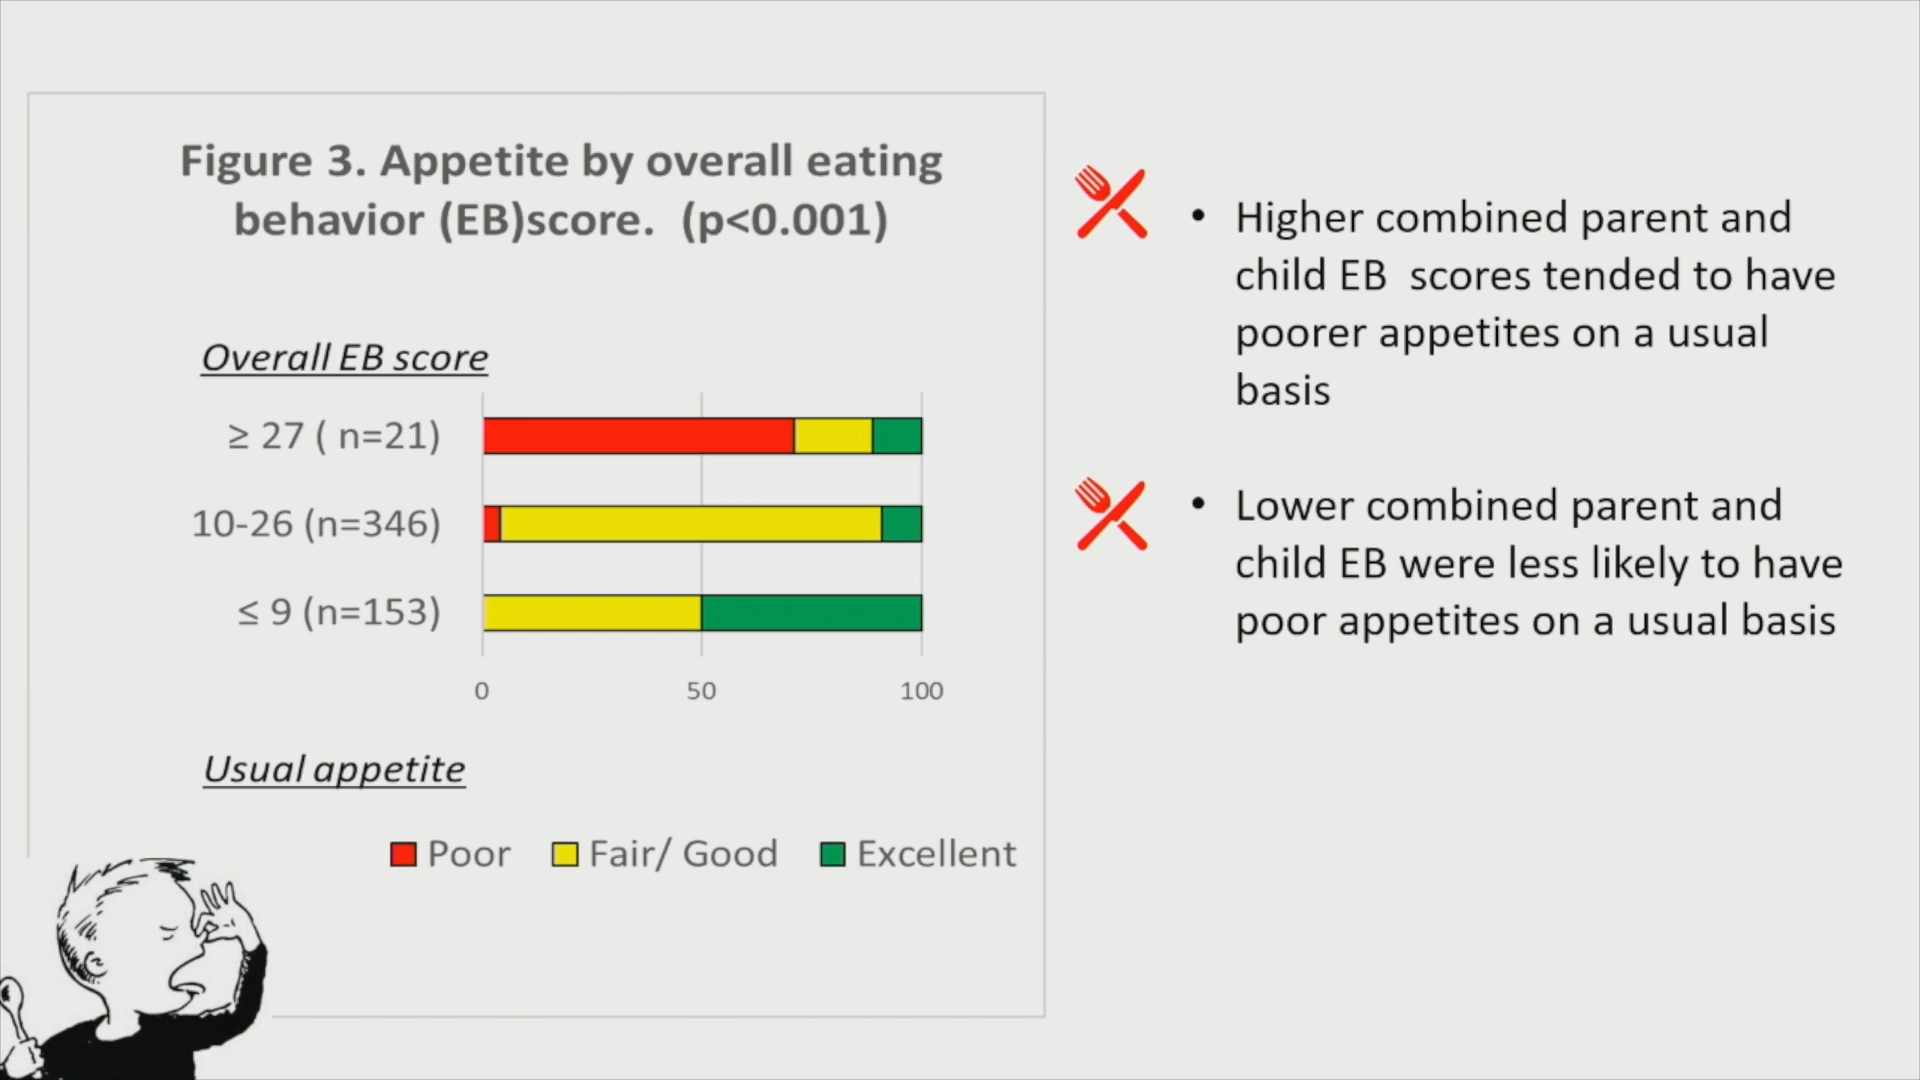 Figure 3. Appetite by overall eating
behavior (EB)score.  (p<0.001)
Overall EB score
≥ 27 ( n=21)
10-26 (n=346)
≤ 9 (n=153)
0 50 100
Usual appetite
Poor Fair/ Good Excellent
• Higher combined parent and
child EB  scores tended to have
poorer appetites on a usual
basis
• Lower combined parent and
child EB were less likely to have
poor appetites on a usual basis